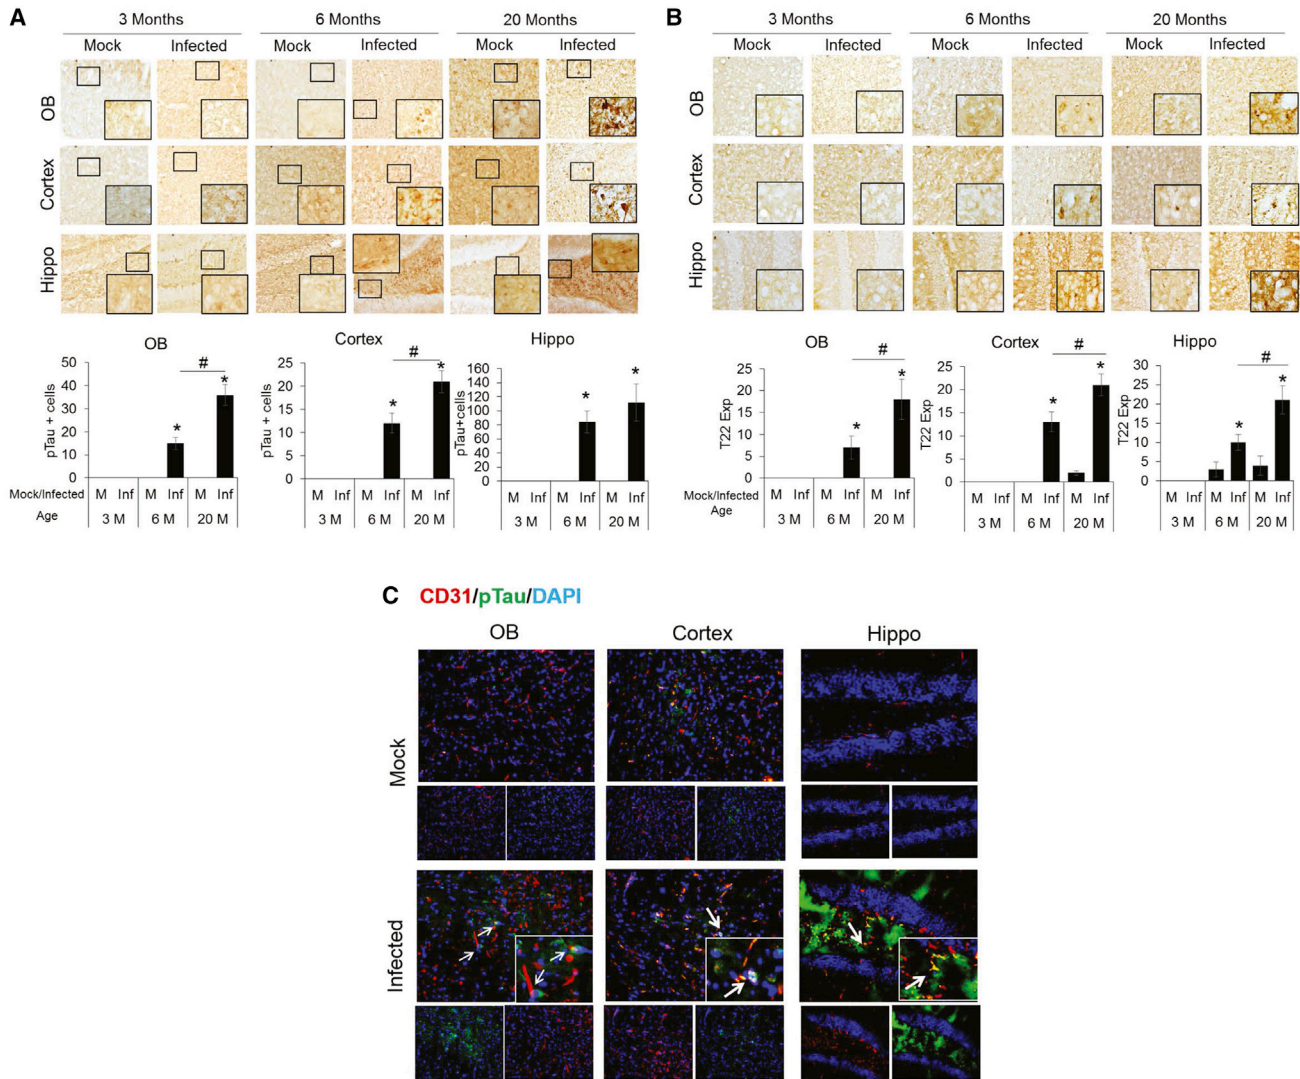 A
3 Months 6 Months 20 Months
Mock Infected Mock Infected Mock Infected
OB
Cortex
Hippo
OB
pTau + cells
50
40
30
20
10
0
#
*
*
Cortex
pTau + cells
25
20
15
10
5
0
#
*
*
Hippo
pTau+cells
160
140
120
100
80
60
40
20
0
*
*
Mock/Infected M Inf M Inf M Inf M Inf M Inf M Inf M Inf M Inf M Inf
Age 3 M 6 M 20 M 3 M 6 M 20 M 3 M 6 M 20 M
B
3 Months 6 Months 20 Months
Mock Infected Mock Infected Mock Infected
OB
Cortex
Hippo
OB
T22 Exp
25
20
15
10
5
0
#
*
*
Cortex
T22 Exp
25
20
15
10
5
0
#
*
*
Hippo
T22 Exp
30
25
20
15
10
5
0
#
*
*
Mock/Infected M Inf M Inf M Inf M Inf M Inf M Inf M Inf M Inf M Inf
Age 3 M 6 M 20 M 3 M 6 M 20 M 3 M 6 M 20 M
C CD31/pTau/DAPI
OB Cortex Hippo
Mock
Infected